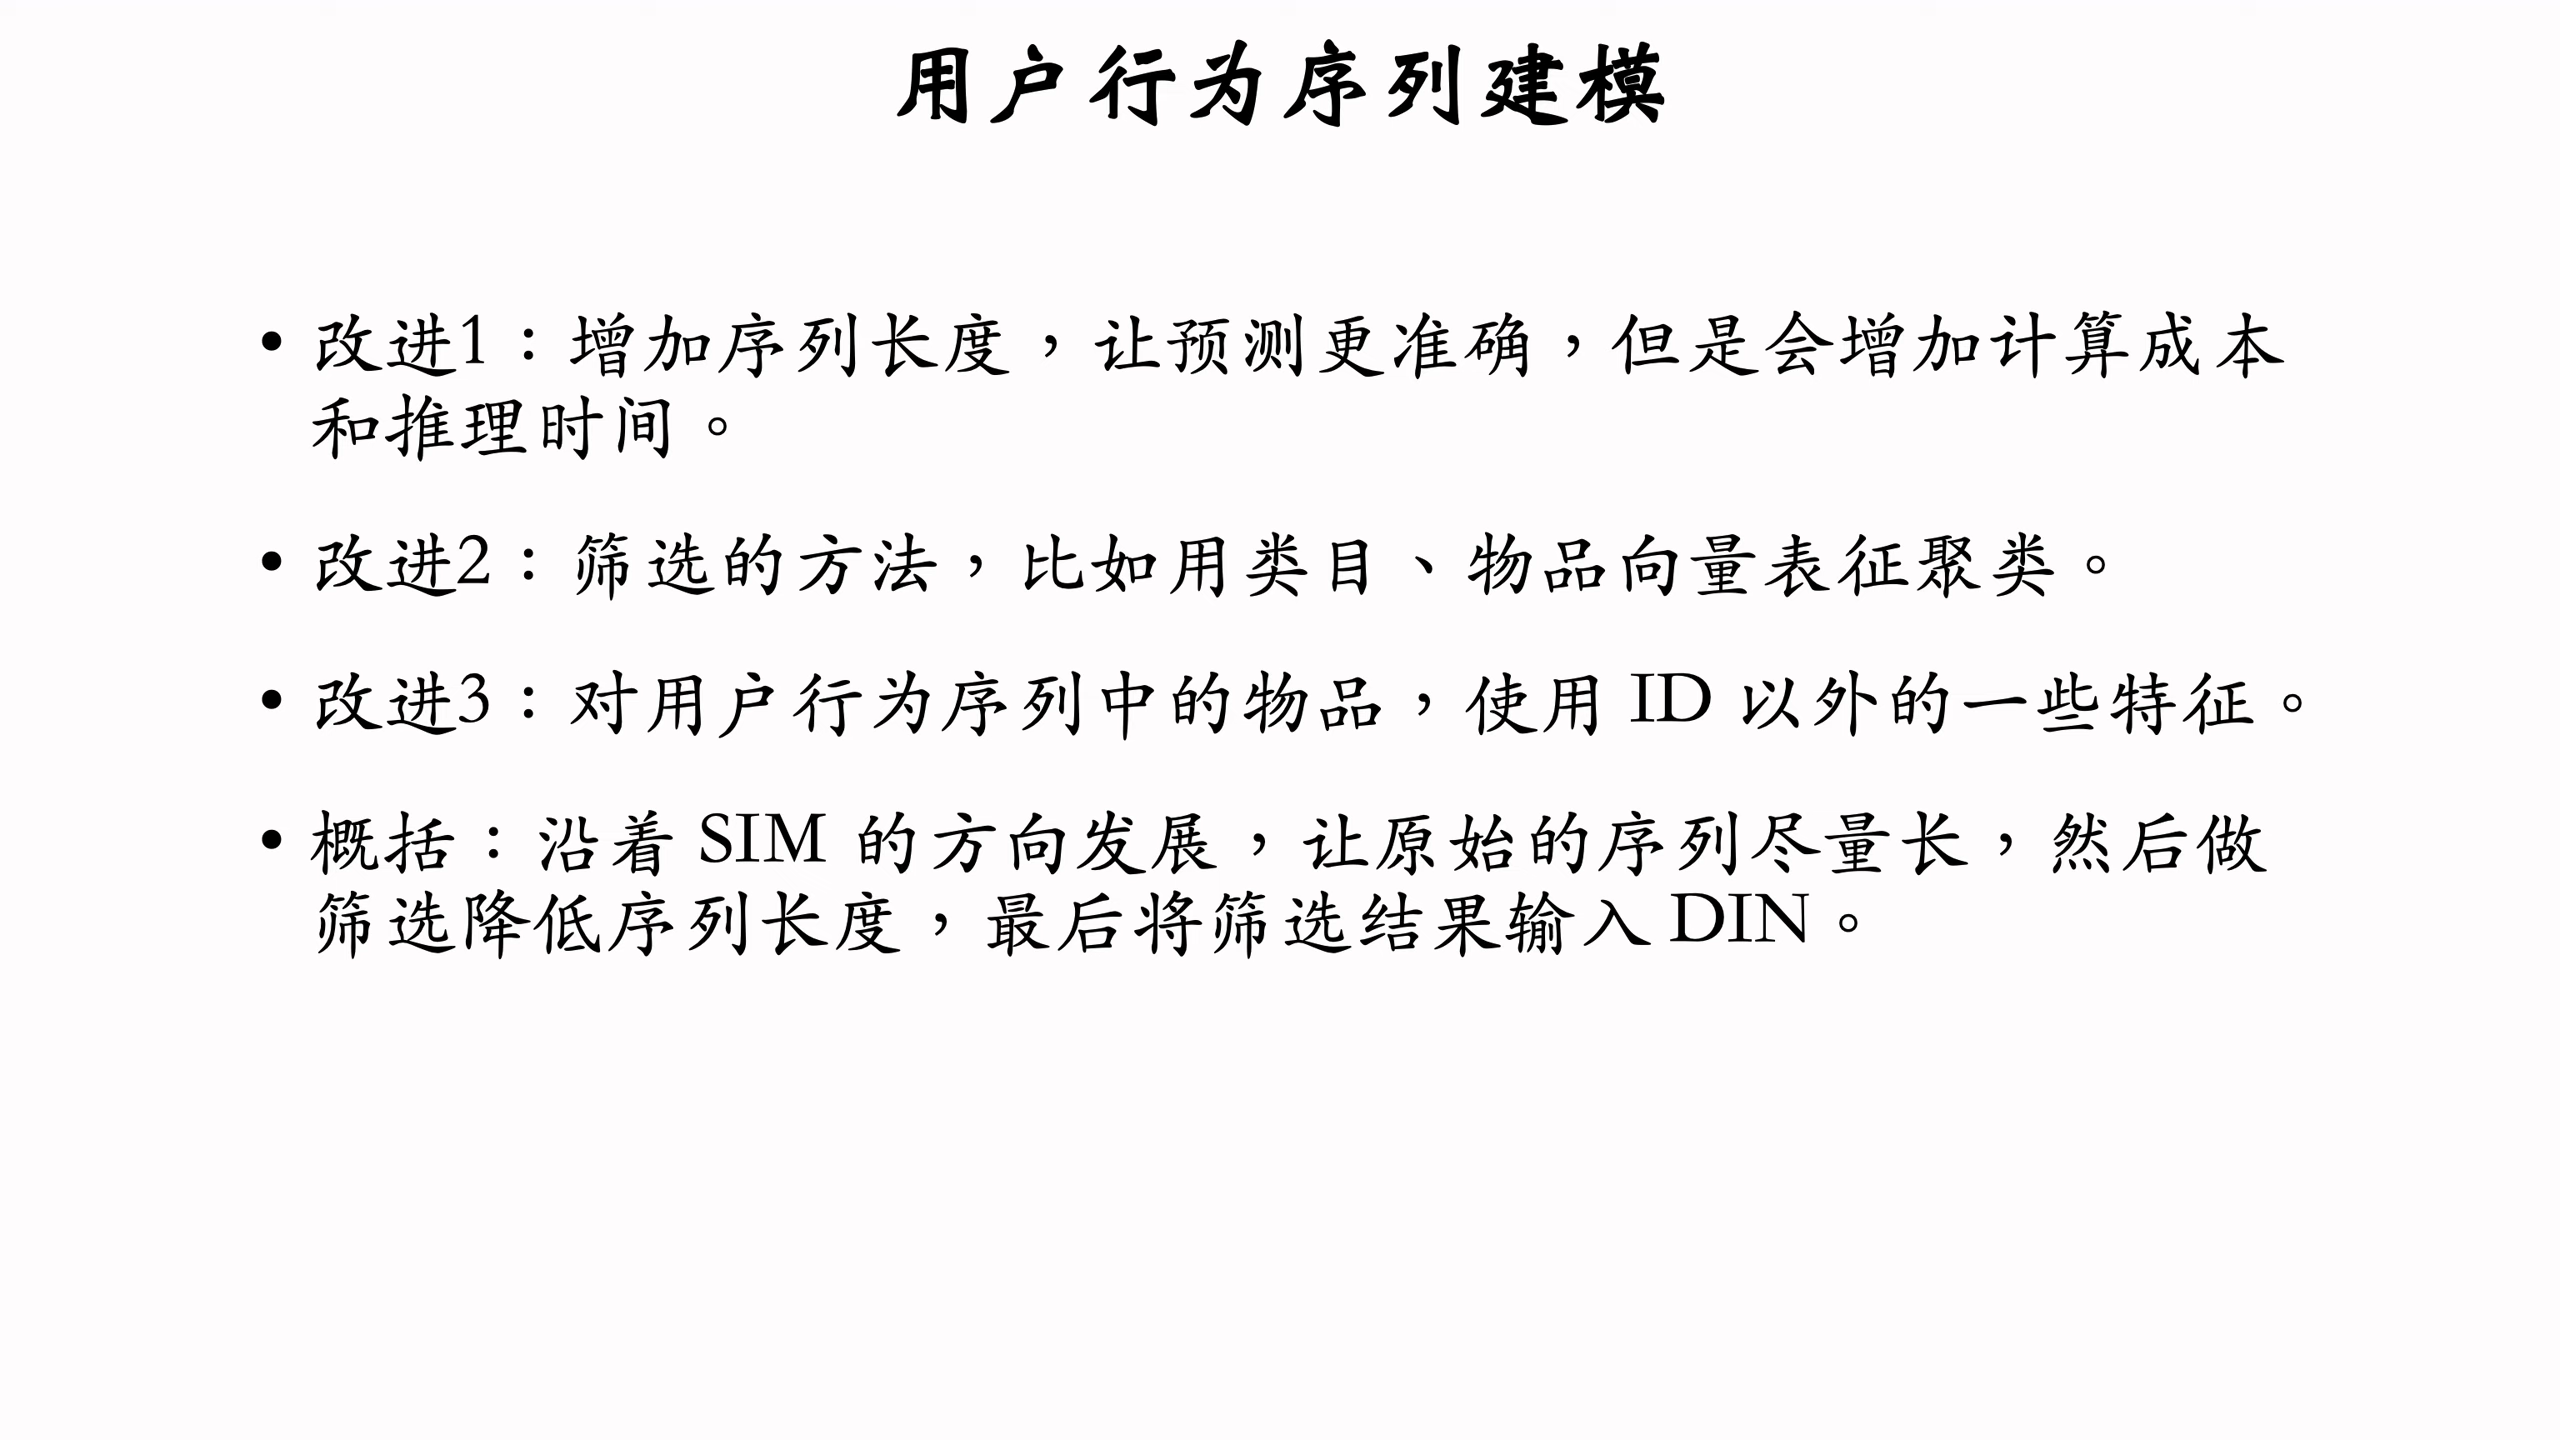 用户行为序列建模
• 改进1：增加序列长度，让预测更准确，但是会增加计算成本
和推理时间。
• 改进2：筛选的方法，比如用类目、物品向量表征聚类。
• 改进3：对用户行为序列中的物品，使用 ID 以外的一些特征。
• 概括：沿着 SIM 的方向发展，让原始的序列尽量长，然后做
筛选降低序列长度，最后将筛选结果输入 DIN。